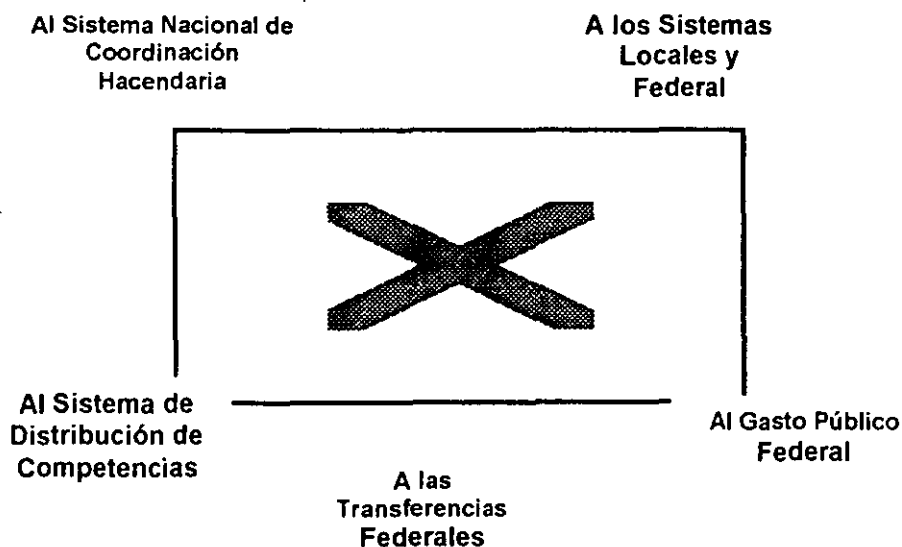 Al Sistema Nacional de
Coordinación
Hacendaria
A los Sistemas
Locales y
Federal
Al Sistema de
Distribución de
Competencias
Al Gasto Público
Federal
A las
Transferencias
Federales